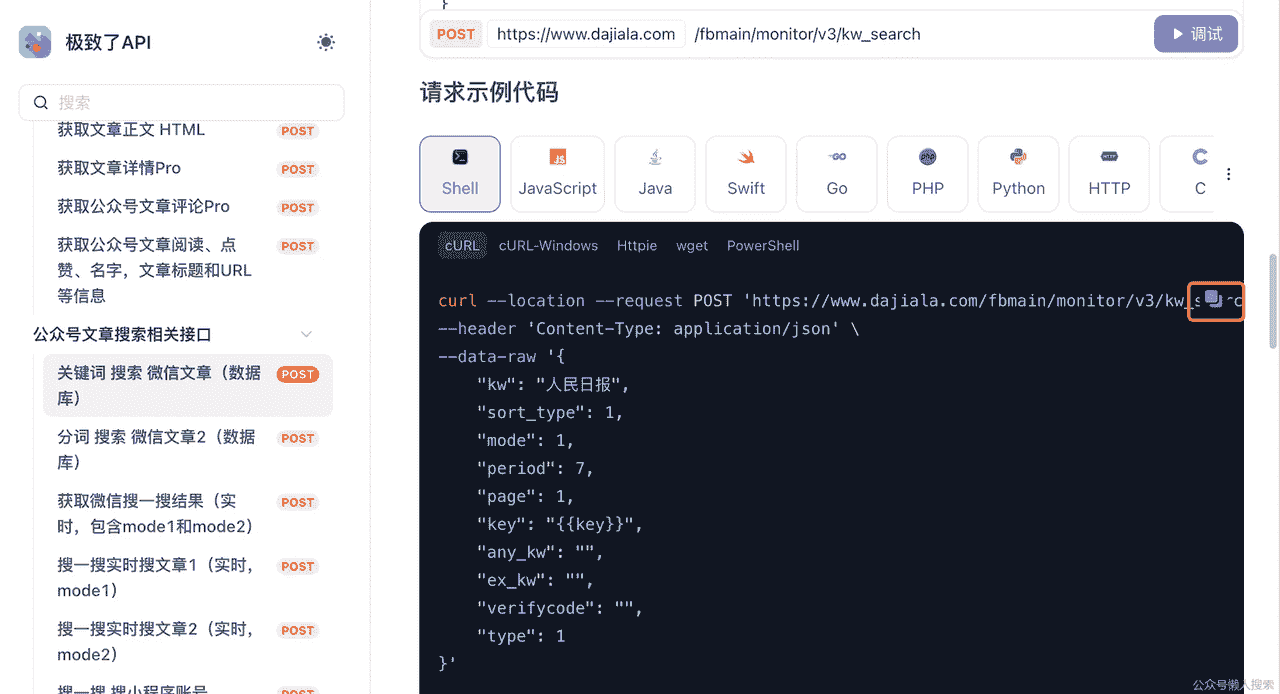 极致了API
搜索
获取文章正文 HTML
POST
获取文章详情Pro
POST
获取公众号文章评论Pro
POST
获取公众号文章阅读、点
赞、名字，文章标题和URL
等信息
POST
公众号文章搜索相关接口
关键词 搜索 微信文章（数据
库）
POST
分词 搜索 微信文章2（数据
库）
POST
获取微信搜一搜结果（实
时，包含mode1和mode2）
POST
搜一搜实时搜文章1（实时，
mode1）
POST
搜一搜实时搜文章2（实时，
mode2）
POST
搜一搜 搜小程序账号
POST
}
POST https://www.dajiala.com /fbmain/monitor/v3/kw_search
调试
请求示例代码
Shell
JavaScript
Java
Swift
Go
PHP
Python
HTTP
C
cURL cURL-Windows Httpie wget PowerShell
curl --location --request POST 'https://www.dajiala.com/fbmain/monitor/v3/kw_s
--header 'Content-Type: application/json' \
--data-raw '{
"kw": "人民日报",
"sort_type": 1,
"mode": 1,
"period": 7,
"page": 1,
"key": "{{key}}",
"any_kw": "",
"ex_kw": "",
"verifycode": "",
"type": 1
}'
公众号懒人搜索